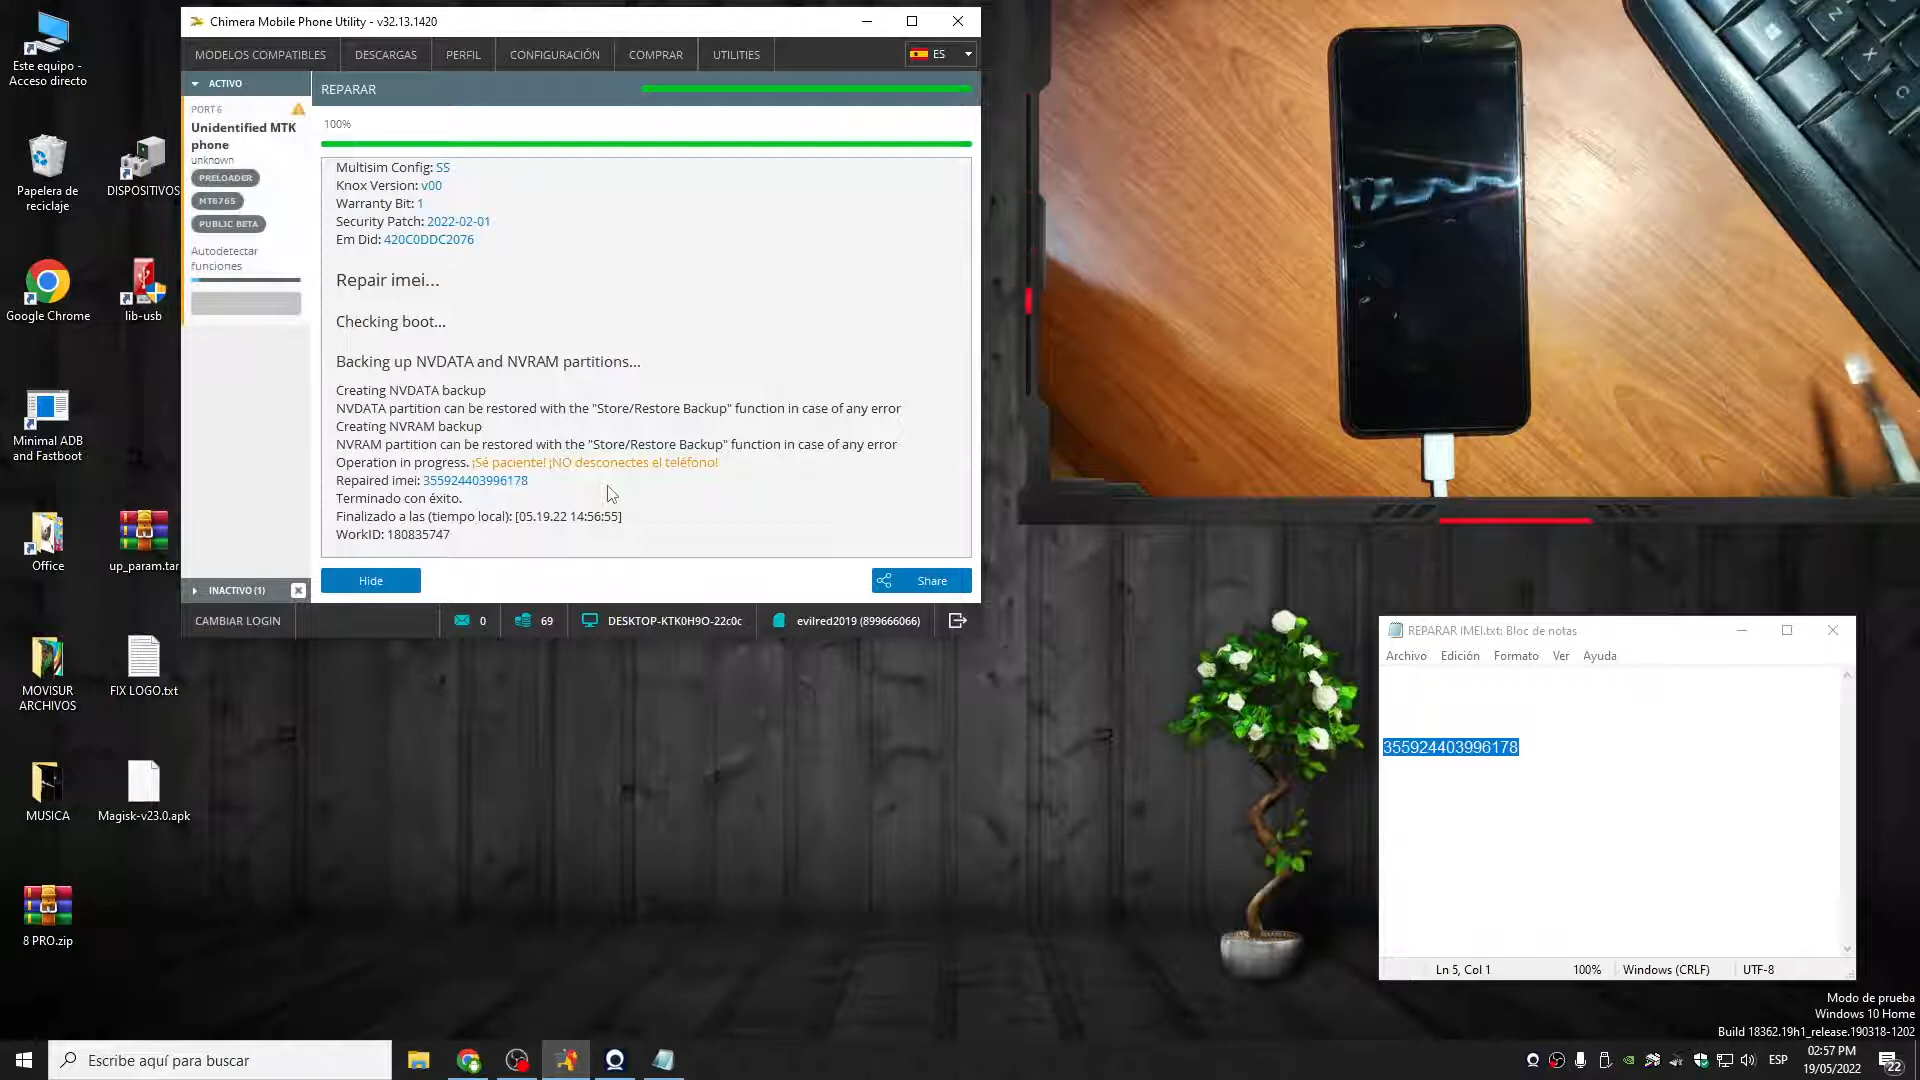 Este equipo -
Acceso directo
Papelera de
reciclaje
DISPOSITIVOS
Google Chrome
lib-usb
Minimal ADB
and Fastboot
Office
up_param.tar
MOVISUR
ARCHIVOS
FIX LOGO.txt
MUSICA
Magisk-v23.0.apk
8 PRO.zip
Chimera Mobile Phone Utility - v32.13.1420
MODELOS COMPATIBLES
DESCARGAS
PERFIL
CONFIGURACIÓN
COMPRAR
UTILITIES
ES
ACTIVO
PORT 6
Unidentified MTK
phone
unknown
PRELOADER
MT6765
PUBLIC BETA
Autodetectar
funciones
INACTIVO (1)
REPARAR
100%
Multisim Config: SS
Knox Version: v00
Warranty Bit: 1
Security Patch: 2022-02-01
Em Did: 420C0DDC2076
Repair imei...
Checking boot...
Backing up NVDATA and NVRAM partitions...
Creating NVDATA backup
NVDATA partition can be restored with the "Store/Restore Backup" function in case of any error
Creating NVRAM backup
NVRAM partition can be restored with the "Store/Restore Backup" function in case of any error
Operation in progress. ¡Sé paciente! ¡NO desconectes el teléfono!
Repaired imei: 355924403996178
Terminado con éxito.
Finalizado a las (tiempo local): [05.19.22 14:56:55]
WorkID: 180835747
Hide
Share
CAMBIAR LOGIN
0
69
DESKTOP-KTK0H9O-22c0c
evilred2019 (899666066)
REPARAR IMEI.txt: Bloc de notas
Archivo Edición Formato Ver Ayuda
355924403996178
Ln 5, Col 1
100%
Windows (CRLF)
UTF-8
Modo de prueba
Windows 10 Home
Build 18362.19h1_release.190318-1202
Escribe aquí para buscar
ESP
02:57 PM
19/05/2022
22